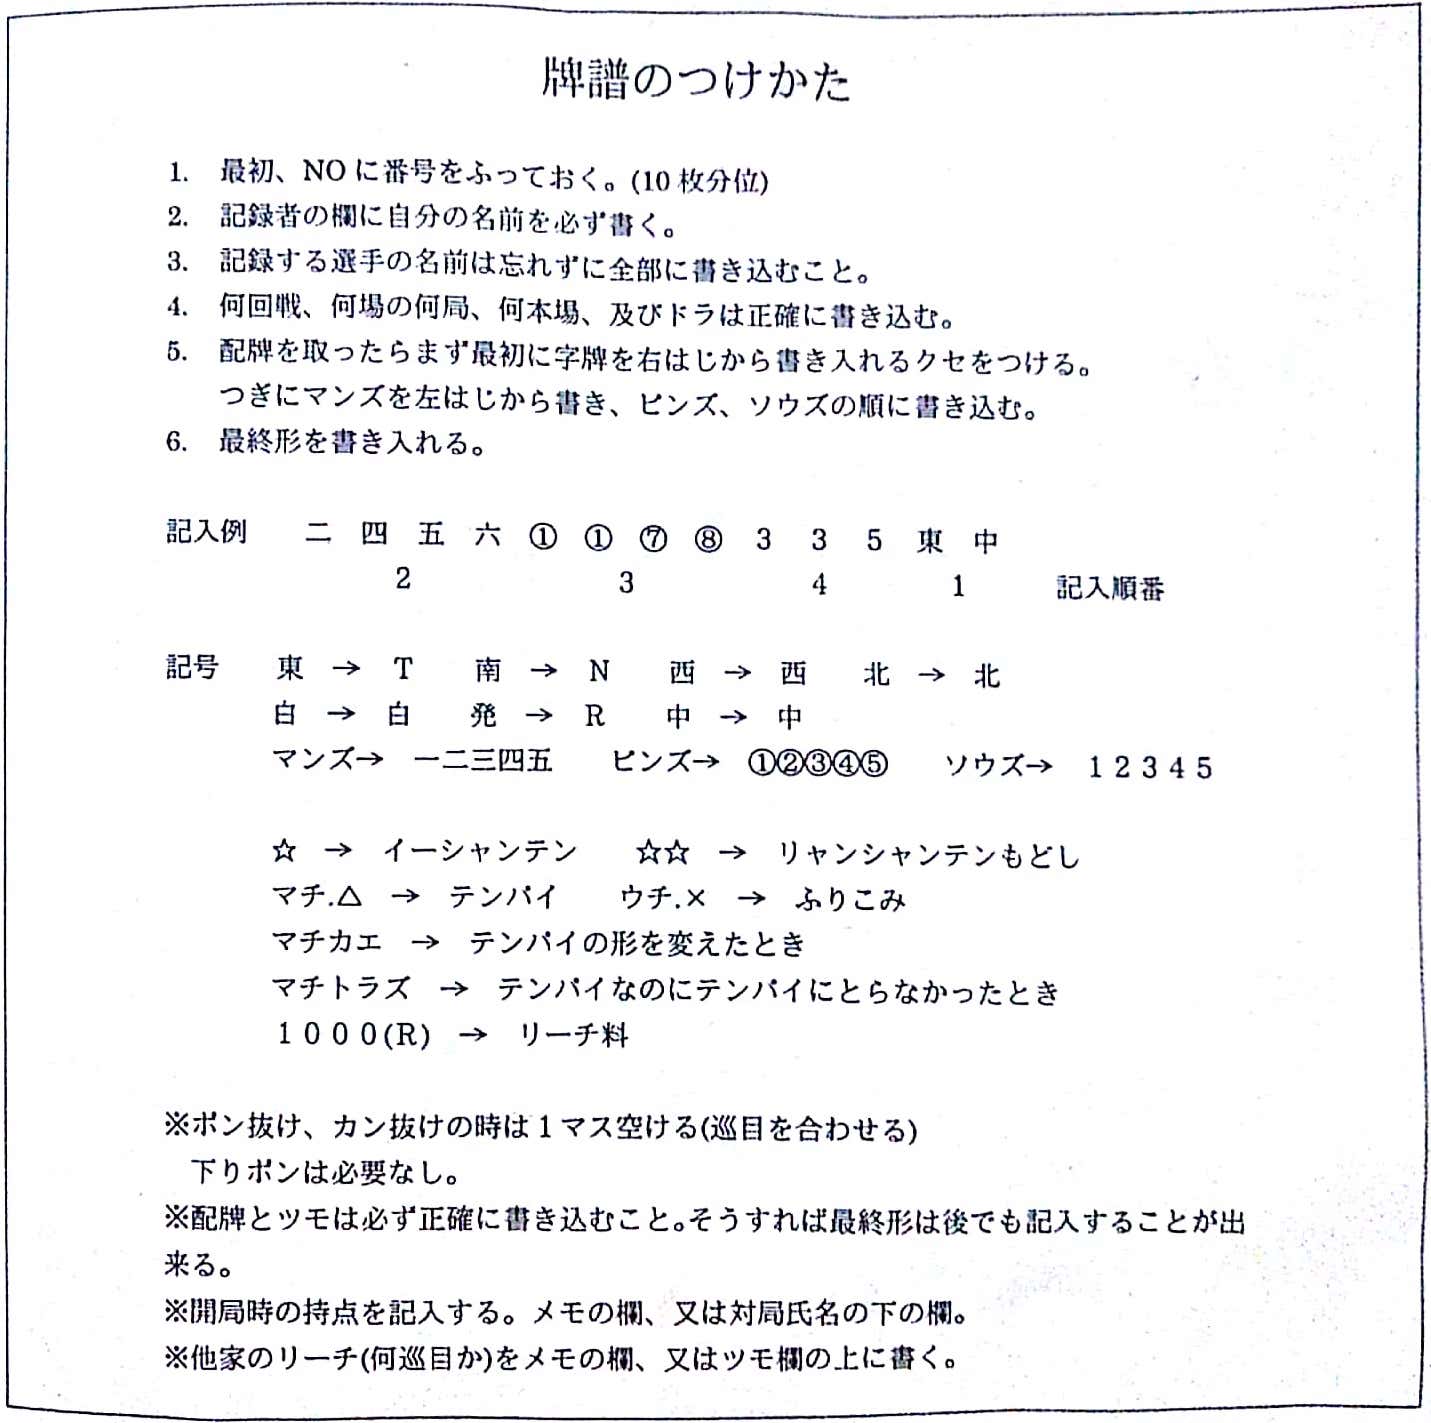 牌譜のつけかた
1. 最初、NOに番号をふっておく。(10枚分位)
2. 記録者の欄に自分の名前を必ず書く。
3. 記録する選手の名前は忘れずに全部に書き込むこと。
4. 何回戦、何場の何局、何本場、及びドラは正確に書き込む。
5. 配牌を取ったらまず最初に字牌を右はじから書き入れるクセをつける。
つぎにマンズを左はじから書き、ピンズ、ソウズの順に書き込む。
6. 最終形を書き入れる。
記入例 二 四 五 六 ① ① ⑦ ⑧ 3 3 5 東 中
2 3 4 1 記入順番
記号 東 → T 南 → N 西 → 西 北 → 北
白 → 白 発 → R 中 → 中
マンズ→ 一二三四五 ピンズ→ ①②③④⑤ ソウズ→ 1 2 3 4 5
☆ → イーシャンテン ☆☆ → リャンシャンテンもどし
マチ.△ → テンパイ ウチ.× → ふりこみ
マチカエ → テンパイの形を変えたとき
マチトラズ → テンパイなのにテンパイにとらなかったとき
1 0 0 0 (R) → リーチ料
※ポン抜け、カン抜けの時は1マス空ける(巡目を合わせる)
下りポンは必要なし。
※配牌とツモは必ず正確に書き込むこと。そうすれば最終形は後でも記入することが出
来る。
※開局時の持点を記入する。メモの欄、又は対局氏名の下の欄。
※他家のリーチ(何巡目か)をメモの欄、又はツモ欄の上に書く。